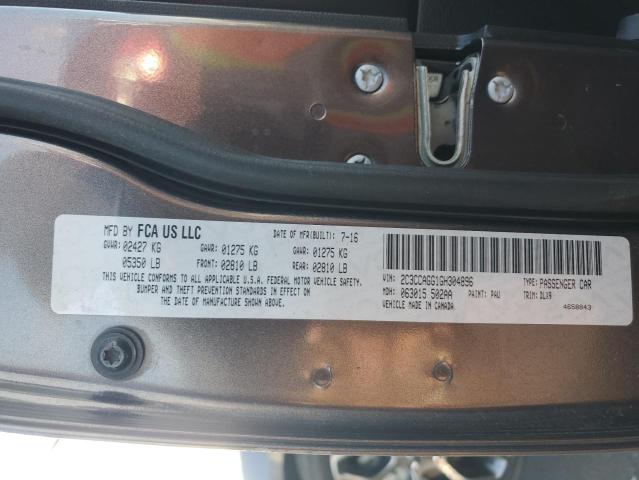 MFD BY FCA US LLC DATE OF MFR(BUILT): 7-16
GVWR: 02427 KG GAWR: 01275 KG GAWR: 01275 KG
05350 LB FRONT: 02810 LB REAR: 02810 LB
THIS VEHICLE CONFORMS TO ALL APPLICABLE U.S.A. FEDERAL MOTOR VEHICLE SAFETY,
BUMPER AND THEFT PREVENTION STANDARDS IN EFFECT ON
THE DATE OF MANUFACTURE SHOWN ABOVE.
VIN: 2C3CCAGG1GH304896 TYPE: PASSENGER CAR
MDH: 063015 502AA PAINT: PAU TRIM: DLX9
VEHICLE MADE IN CANADA 4658843